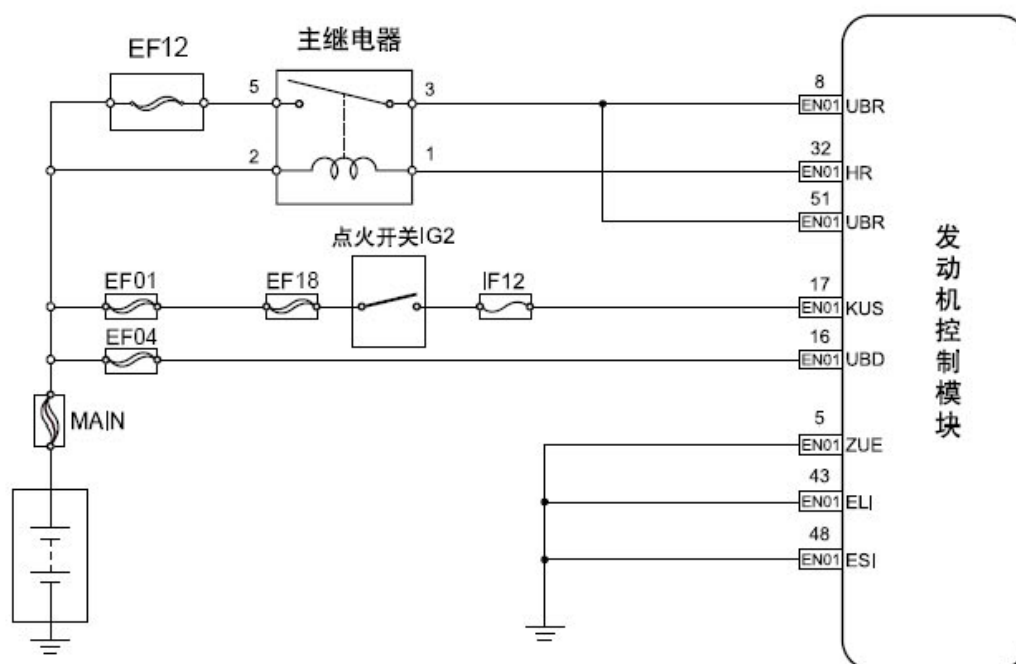 EF12
主继电器
5
3
8
EN01 UBR
2
1
32
EN01 HR
51
EN01 UBR
点火开关IG2
EF01
EF18
IF12
17
EN01 KUS
EF04
16
EN01 UBD
MAIN
5
EN01 ZUE
43
EN01 ELI
48
EN01 ESI
发动机控制模块